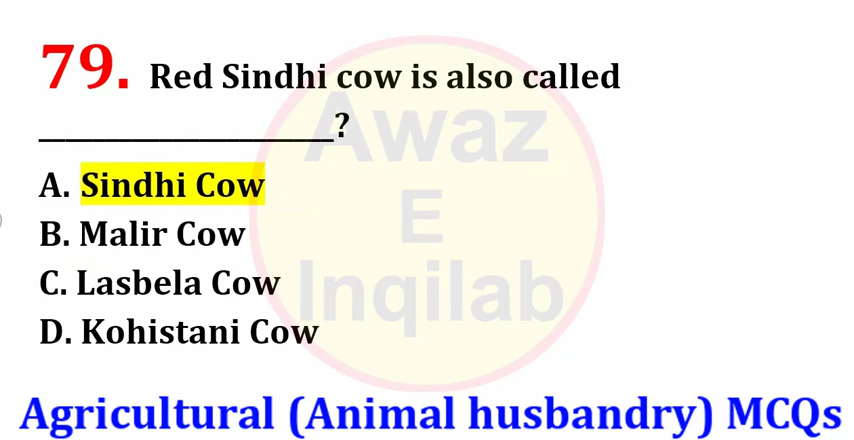 79. Red Sindhi cow is also called
______________________?
A. Sindhi Cow
B. Malir Cow
C. Lasbela Cow
D. Kohistani Cow
Awaz
E
Inqilab
Agricultural (Animal husbandry) MCQs